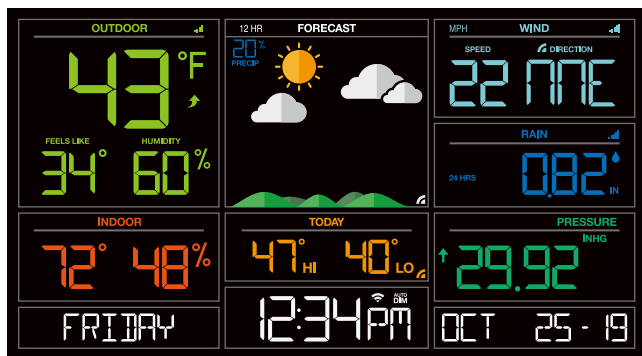 OUTDOOR
43°F
FEELS LIKE HUMIDITY
34° 60%
12 HR FORECAST
20%
PRECIP
MPH WIND
SPEED DIRECTION
22 NNE
RAIN
24 HRS 0.82 IN
INDOOR
72° 48%
TODAY
47° HI 40° LO
PRESSURE
INHG
29.92
FRIDAY
AUTO
DIM
12:34 PM
OCT 25-19